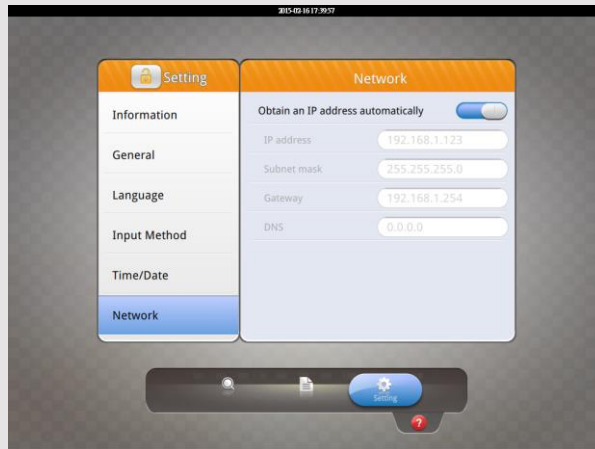 2015-02-16 17:39:57
Setting
Network
Information
General
Language
Input Method
Time/Date
Network
Obtain an IP address automatically
IP address 192.168.1.123
Subnet mask 255.255.255.0
Gateway 192.168.1.254
DNS 0.0.0.0
Setting
?